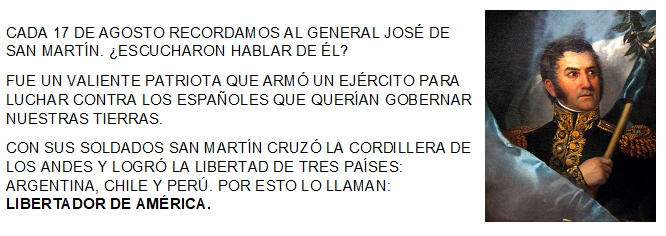 CADA 17 DE AGOSTO RECORDAMOS AL GENERAL JOSÉ DE
SAN MARTÍN. ¿ESCUCHARON HABLAR DE ÉL?
FUE UN VALIENTE PATRIOTA QUE ARMÓ UN EJÉRCITO PARA
LUCHAR CONTRA LOS ESPAÑOLES QUE QUERÍAN GOBERNAR
NUESTRAS TIERRAS.
CON SUS SOLDADOS SAN MARTÍN CRUZÓ LA CORDILLERA DE
LOS ANDES Y LOGRÓ LA LIBERTAD DE TRES PAÍSES:
ARGENTINA, CHILE Y PERÚ. POR ESTO LO LLAMAN:
LIBERTADOR DE AMÉRICA.